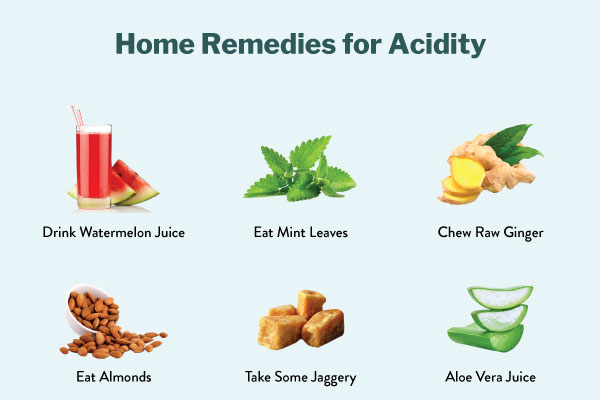 Home Remedies for Acidity
Drink Watermelon Juice
Eat Mint Leaves
Chew Raw Ginger
Eat Almonds
Take Some Jaggery
Aloe Vera Juice